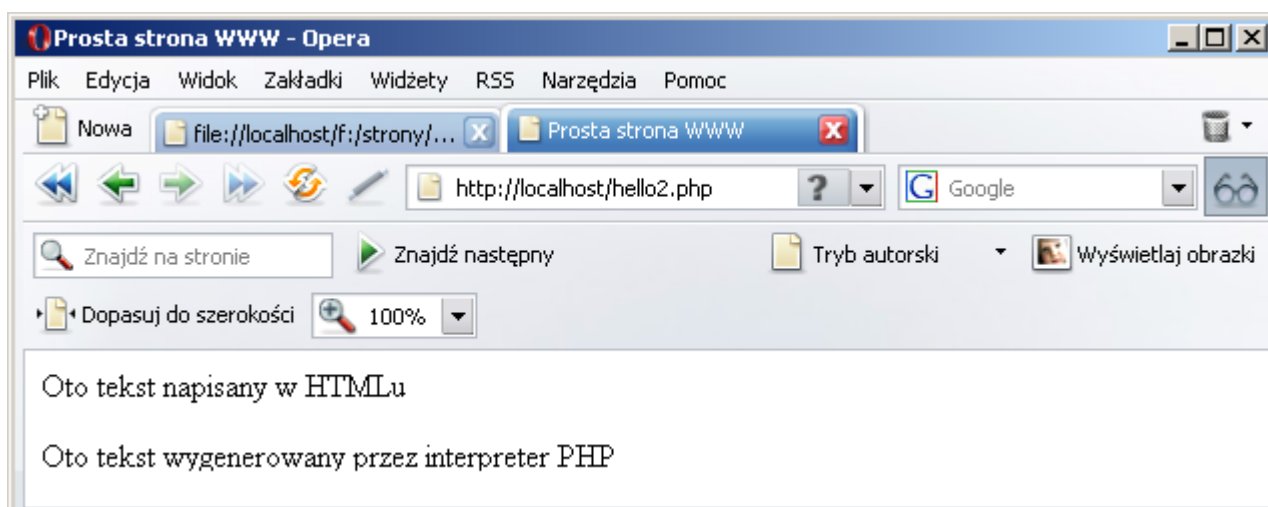 Prosta strona WWW - Opera
Plik Edycja Widok Zakładki Widżety RSS Narzędzia Pomoc
Nowa file://localhost/f:/strony/... Prosta strona WWW
http://localhost/hello2.php ? G Google
Znajdź na stronie Znajdź następny Tryb autorski Wyświetlaj obrazki
Dopasuj do szerokości 100%
Oto tekst napisany w HTMLu
Oto tekst wygenerowany przez interpreter PHP